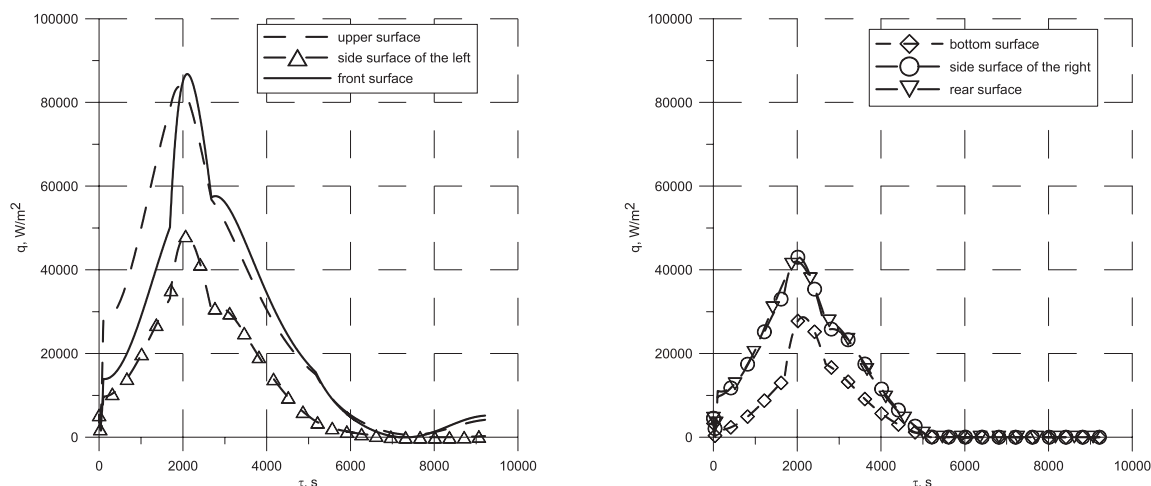 100000
80000
60000
40000
20000
0
q, W/m2
0 2000 4000 6000 8000 10000
τ, s
upper surface
side surface of the left
front surface
100000
80000
60000
40000
20000
0
q, W/m2
0 2000 4000 6000 8000 10000
τ, s
bottom surface
side surface of the right
rear surface